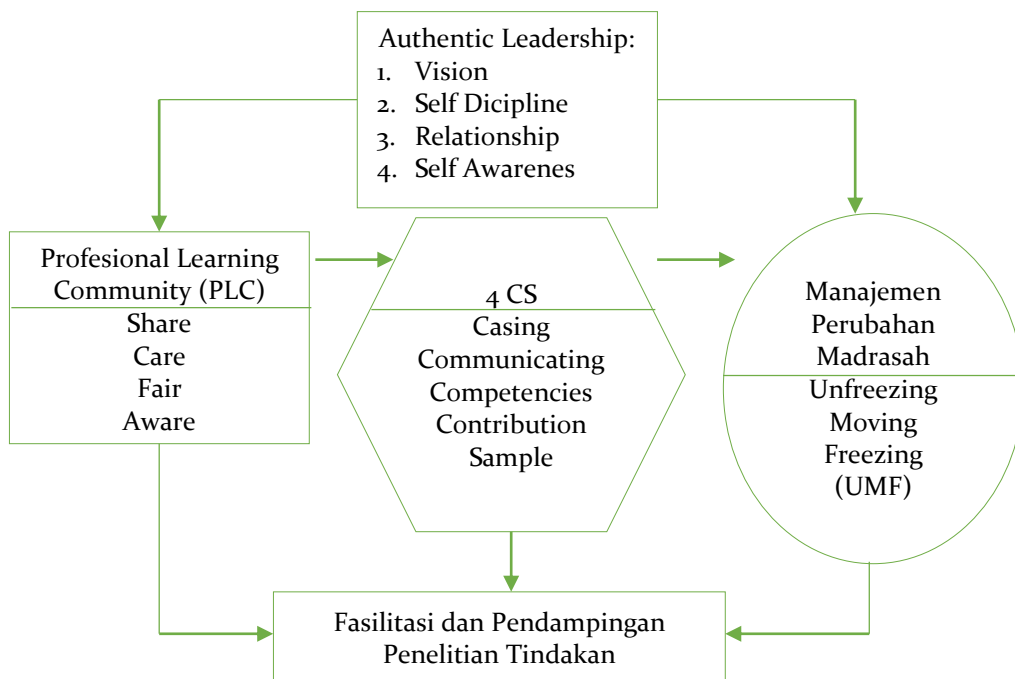 Authentic Leadership:
1. Vision
2. Self Dicipline
3. Relationship
4. Self Awarenes
Profesional Learning
Community (PLC)
Share
Care
Fair
Aware
4 CS
Casing
Communicating
Competencies
Contribution
Sample
Manajemen
Perubahan
Madrasah
Unfreezing
Moving
Freezing
(UMF)
Fasilitasi dan Pendampingan
Penelitian Tindakan